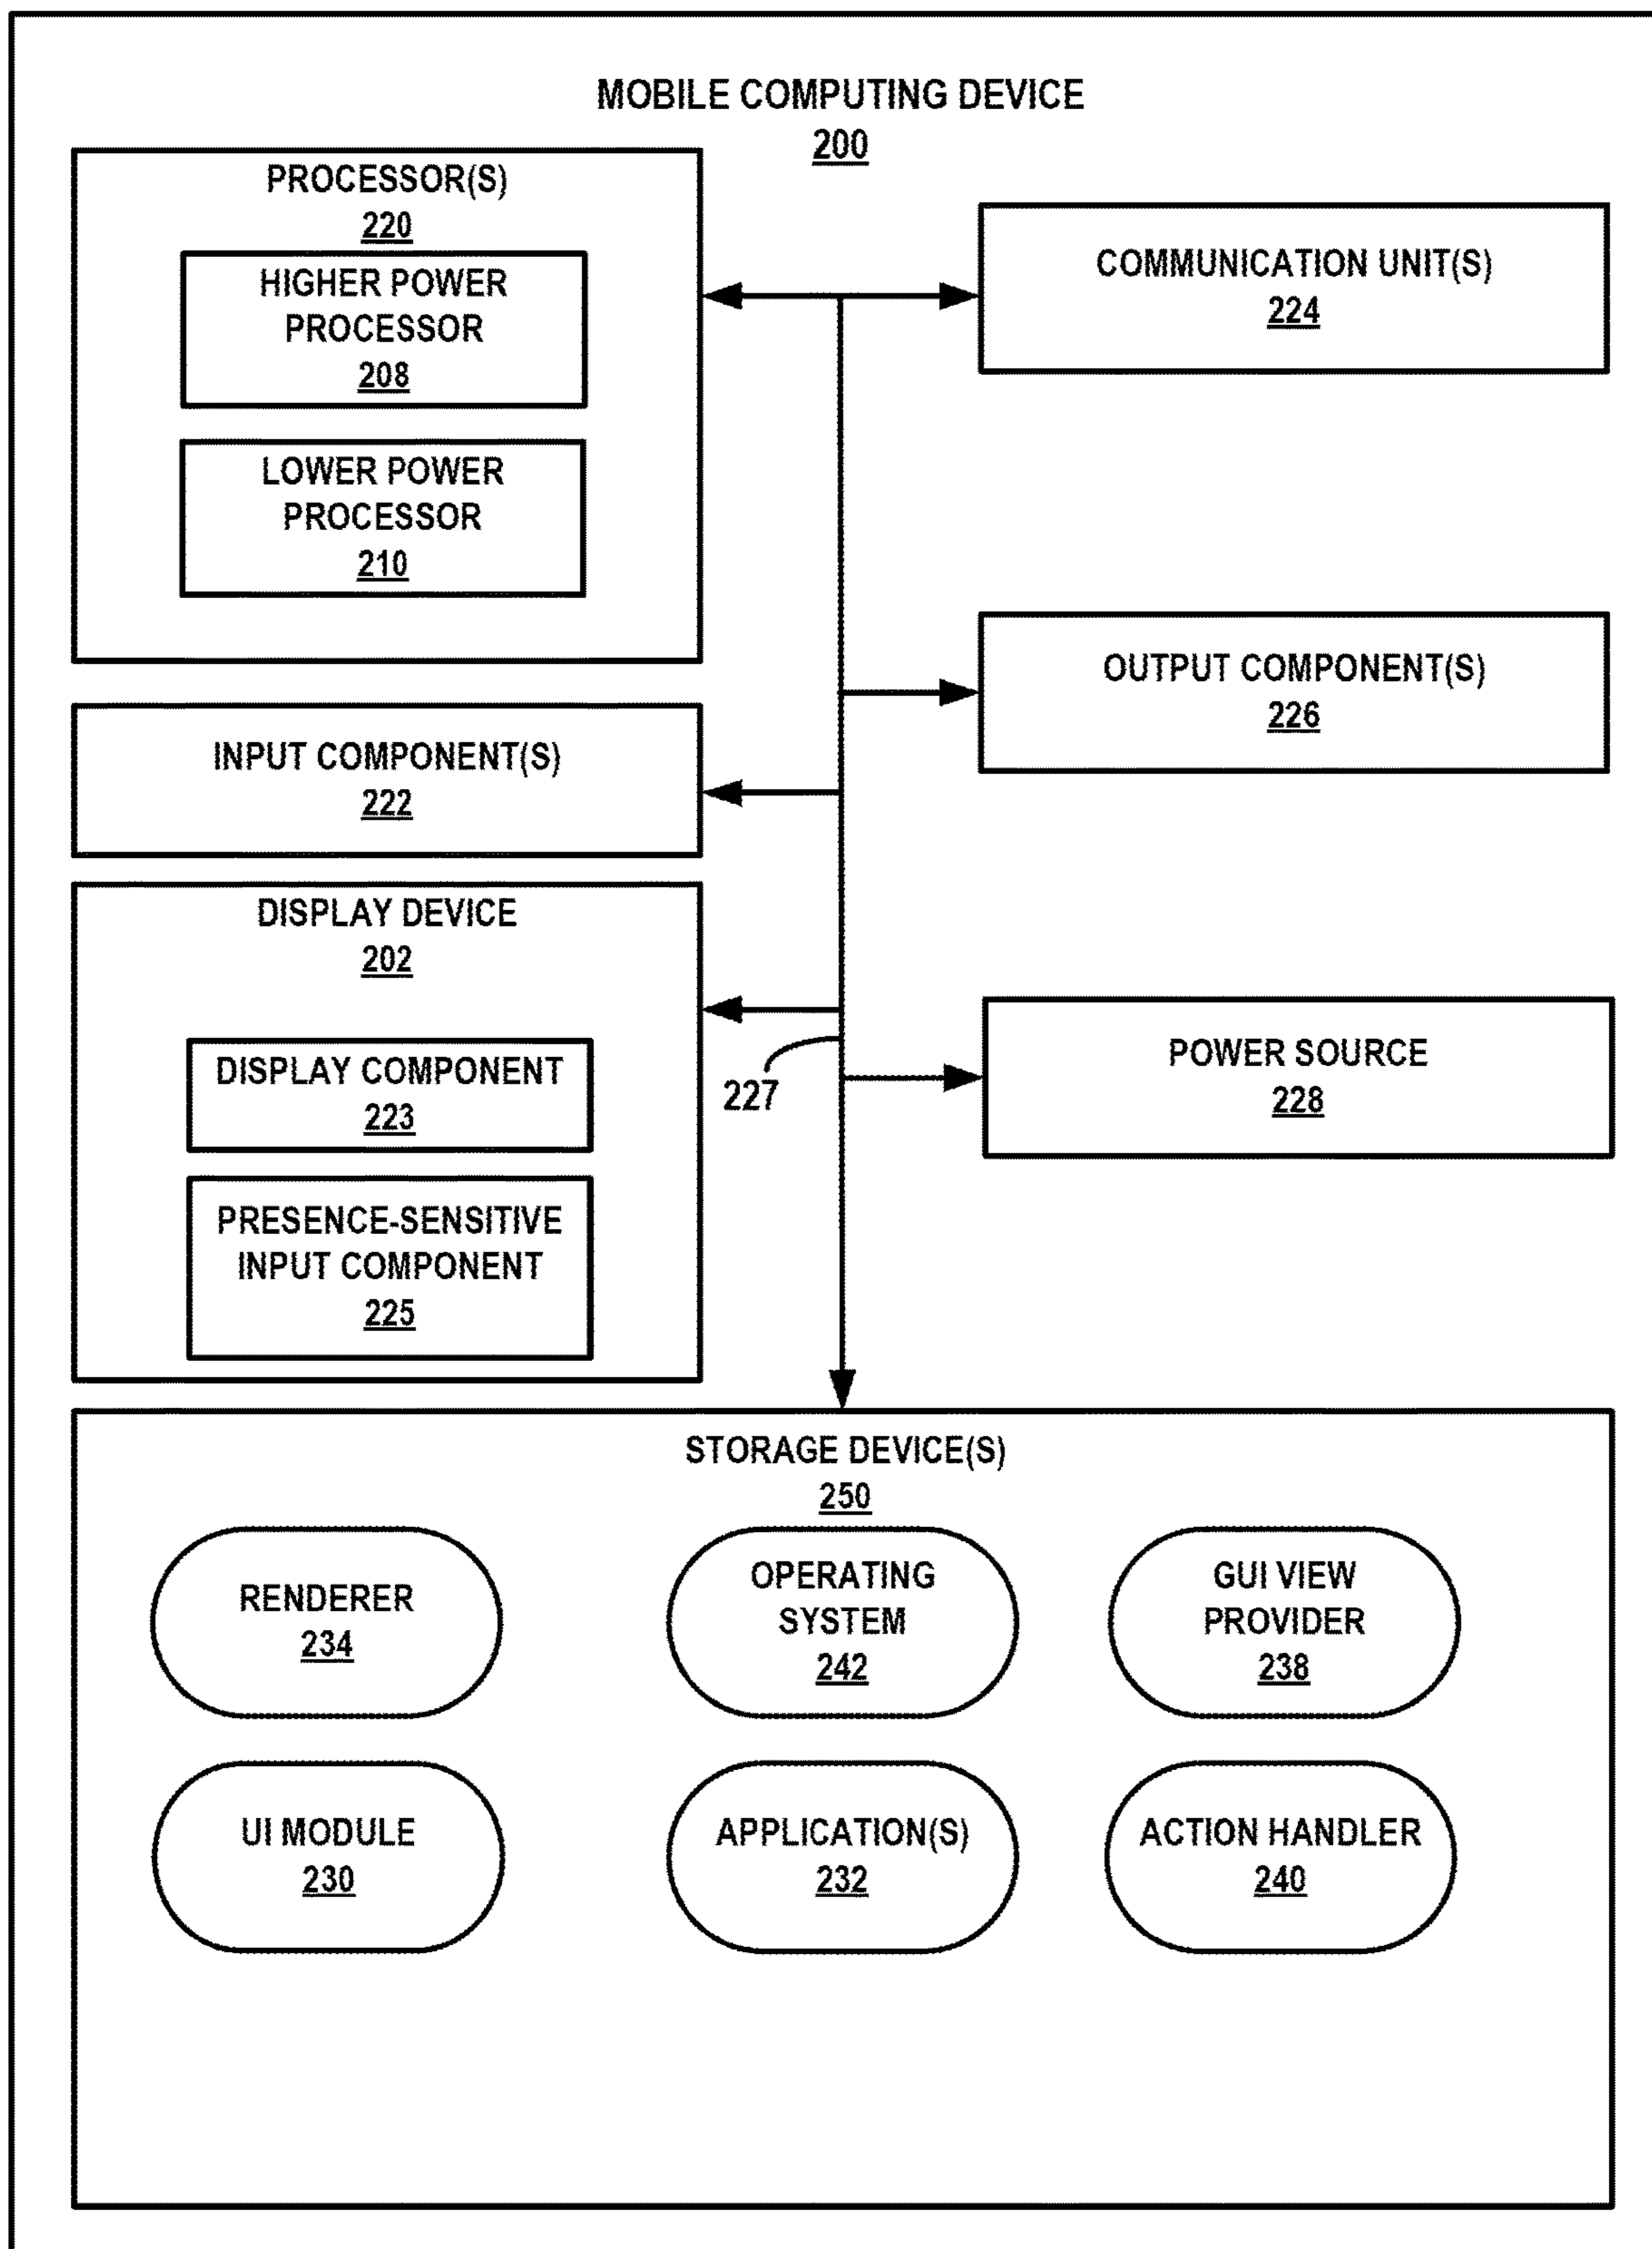 MOBILE COMPUTING DEVICE
200
PROCESSOR(S)
220
HIGHER POWER
PROCESSOR
208
LOWER POWER
PROCESSOR
210
COMMUNICATION UNIT(S)
224
OUTPUT COMPONENT(S)
226
INPUT COMPONENT(S)
222
DISPLAY DEVICE
202
DISPLAY COMPONENT
223
PRESENCE-SENSITIVE
INPUT COMPONENT
225
227
POWER SOURCE
228
STORAGE DEVICE(S)
250
RENDERER
234
OPERATING
SYSTEM
242
GUI VIEW
PROVIDER
238
UI MODULE
230
APPLICATION(S)
232
ACTION HANDLER
240